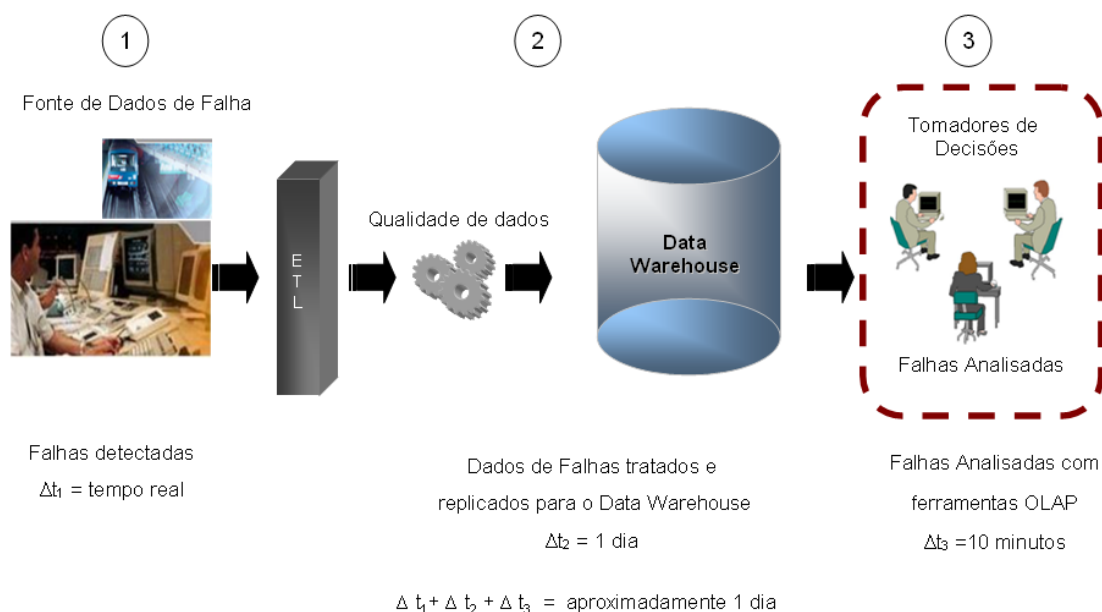 1
2
3
Fonte de Dados de Falha
E
T
L
Qualidade de dados
Data
Warehouse
Tomadores de
Decisões
Falhas Analisadas
Falhas detectadas
Δt₁ = tempo real
Dados de Falhas tratados e
replicados para o Data Warehouse
Δt₂ = 1 dia
Falhas Analisadas com
ferramentas OLAP
Δt₃ =10 minutos
Δ t₁ + Δ t₂ + Δ t₃ = aproximadamente 1 dia